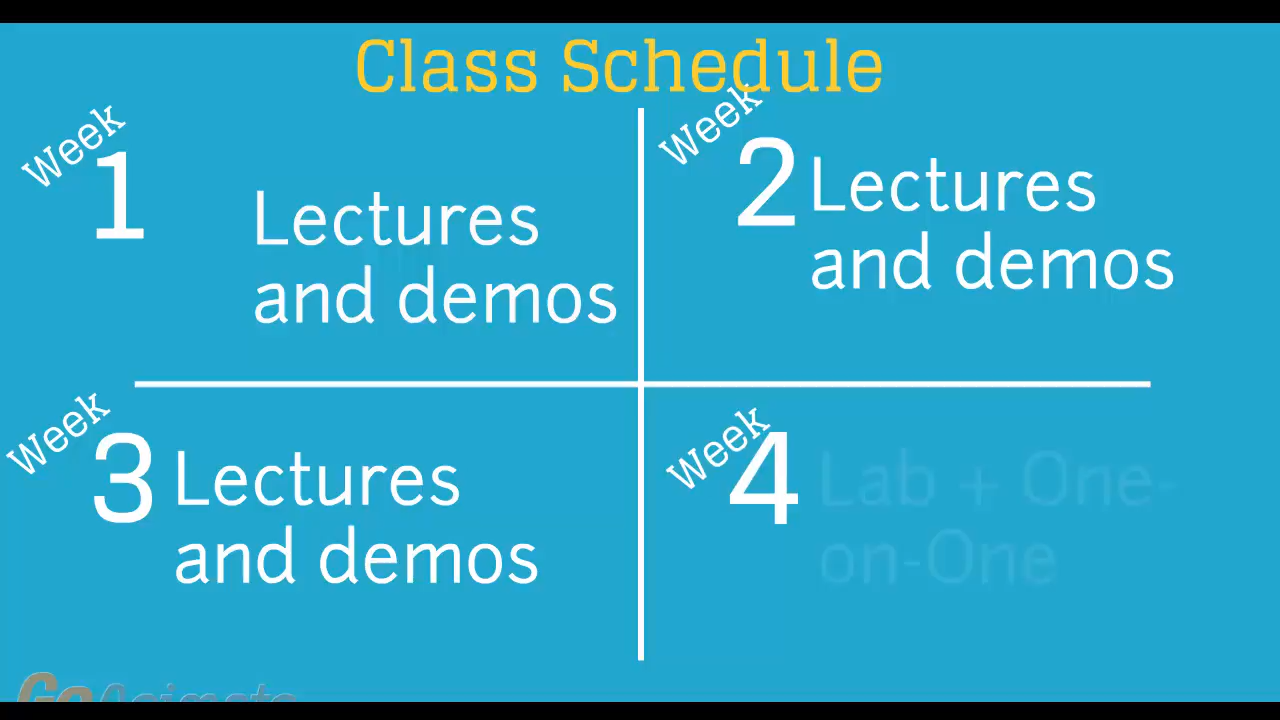 Class Schedule
Week
1
Lectures
and demos
Week
2
Lectures
and demos
Week
3
Lectures
and demos
Week
4
Lab + One-
on-One
GoAnimate